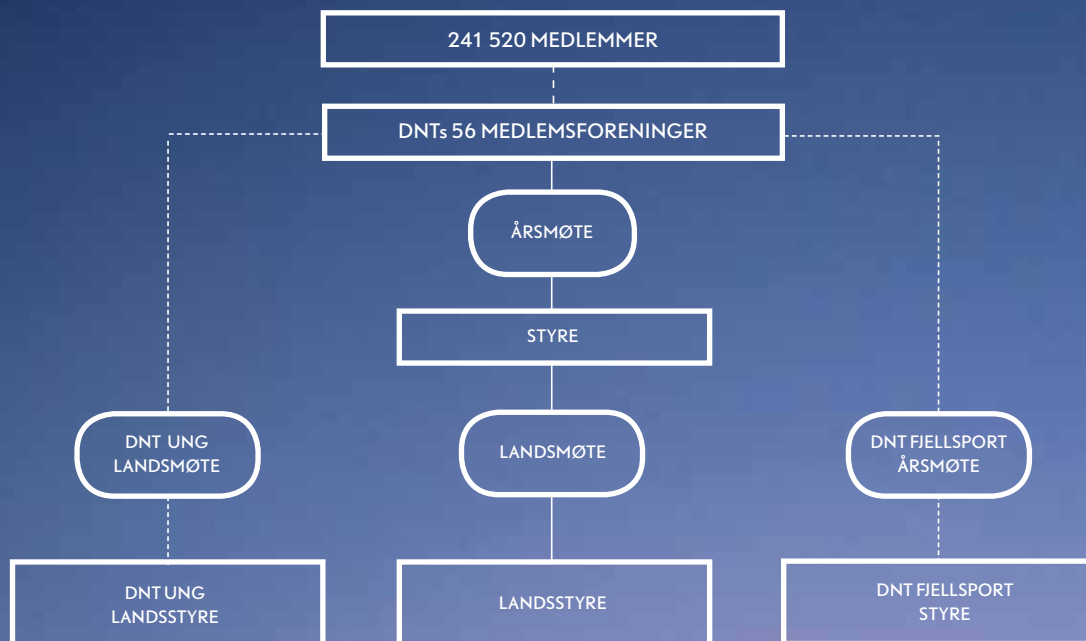 241 520 MEDLEMMER
DNTs 56 MEDLEMSFORENINGER
ÅRSMØTE
STYRE
DNT UNG
LANDSMØTE
LANDSMØTE
DNT FJELLSPORT
ÅRSMØTE
DNT UNG
LANDSSTYRE
LANDSSTYRE
DNT FJELLSPORT
STYRE